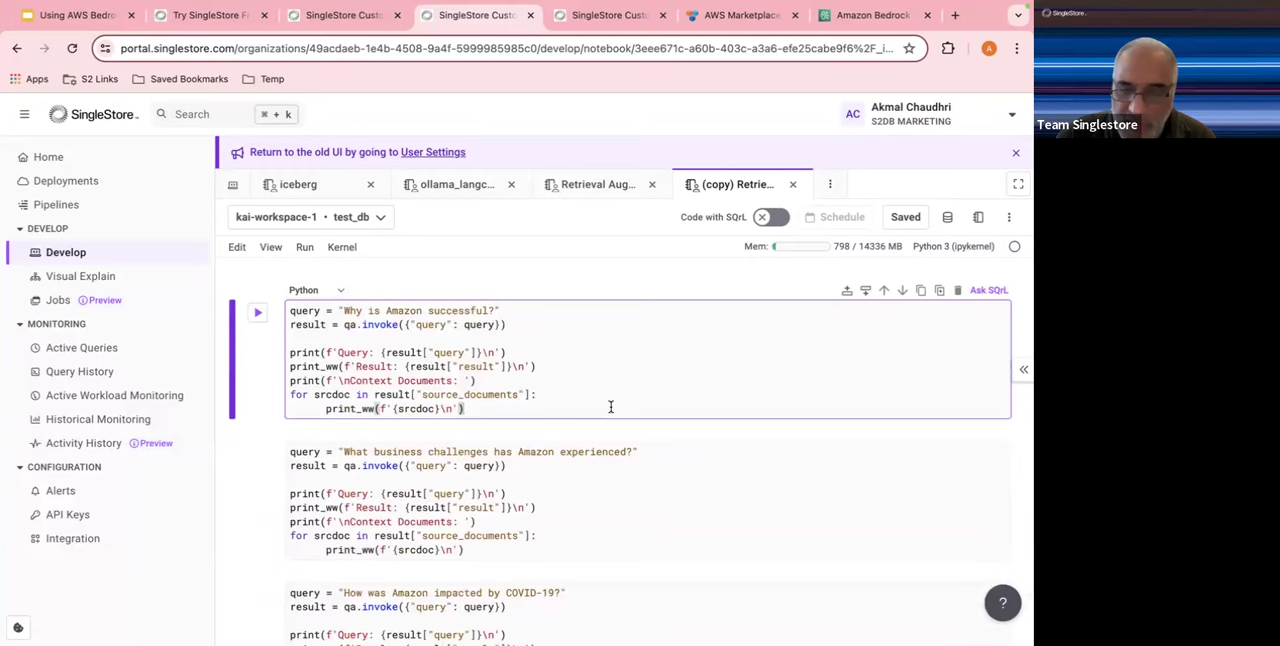 Using AWS Bedro
Try SingleStore Fr
SingleStore Custo
SingleStore Custo
SingleStore Custo
AWS Marketplace
Amazon Bedrock
portal.singlestore.com/organizations/49acdaeb-1e4b-4508-9a4f-5999985985c0/develop/notebook/3eee671c-a60b-403c-a3a6-efe25cabe9f6%2F_i...
A
Apps
S2 Links
Saved Bookmarks
Temp
SingleStore
Search
⌘ + k
AC
Akmal Chaudhri
S2DB MARKETING
Home
Deployments
Pipelines
DEVELOP
Develop
Visual Explain
Jobs
Preview
MONITORING
Active Queries
Query History
Active Workload Monitoring
Historical Monitoring
Activity History
Preview
CONFIGURATION
Alerts
API Keys
Integration
Return to the old UI by going to User Settings
iceberg
ollama_langc...
Retrieval Aug...
(copy) Retrie...
kai-workspace-1 • test_db
Code with SQrL
Schedule
Saved
Edit
View
Run
Kernel
Mem:
798 / 14336 MB
Python 3 (ipykernel)
Python
Ask SQrL
query = "Why is Amazon successful?"
result = qa.invoke({"query": query})
print(f'Query: {result["query"]}\n')
print_ww(f'Result: {result["result"]}\n')
print(f'\nContext Documents: ')
for srcdoc in result["source_documents"]:
print_ww(f'{srcdoc}\n')
query = "What business challenges has Amazon experienced?"
result = qa.invoke({"query": query})
print(f'Query: {result["query"]}\n')
print_ww(f'Result: {result["result"]}\n')
print(f'\nContext Documents: ')
for srcdoc in result["source_documents"]:
print_ww(f'{srcdoc}\n')
query = "How was Amazon impacted by COVID-19?"
result = qa.invoke({"query": query})
print(f'Query: {result["query"]}\n')
?
SingleStore
Team Singlestore